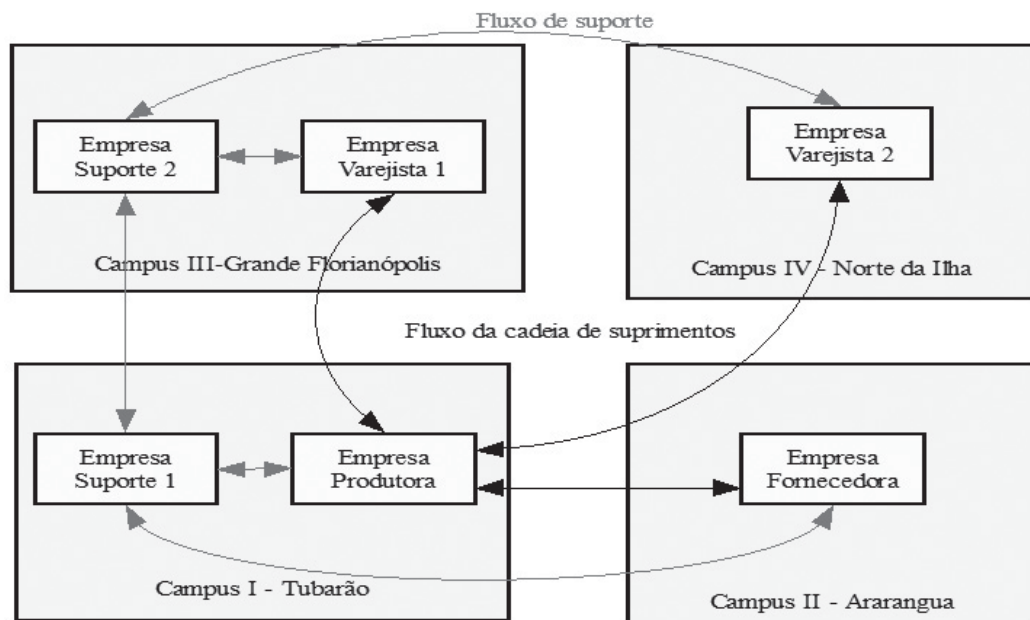 Fluxo de suporte
Empresa
Suporte 2
Empresa
Varejista 1
Empresa
Varejista 2
Campus III-Grande Florianópolis
Campus IV - Norte da Ilha
Fluxo da cadeia de suprimentos
Empresa
Suporte 1
Empresa
Produtora
Empresa
Fornecedora
Campus I - Tubarão
Campus II - Ararangua